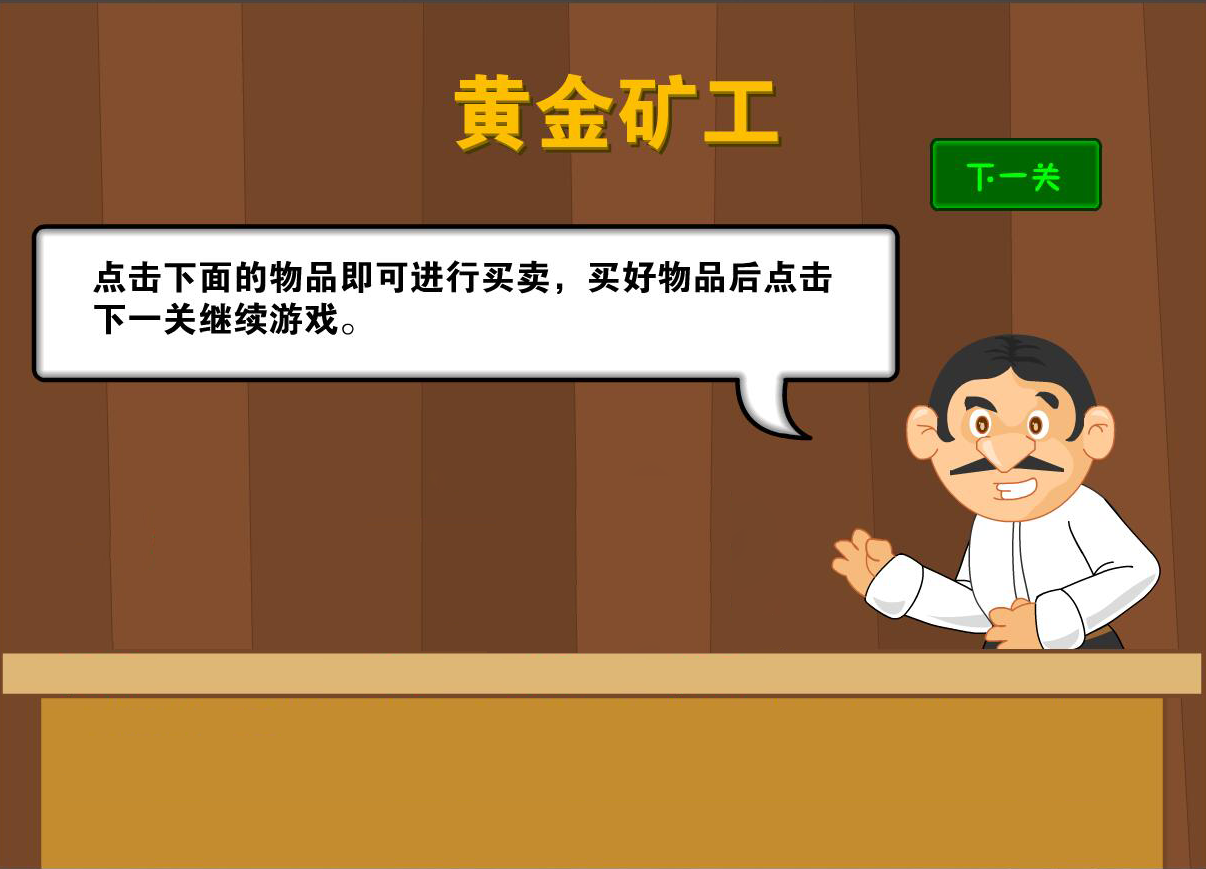 黄金矿工
下一关
点击下面的物品即可进行买卖，买好物品后点击
下一关继续游戏。